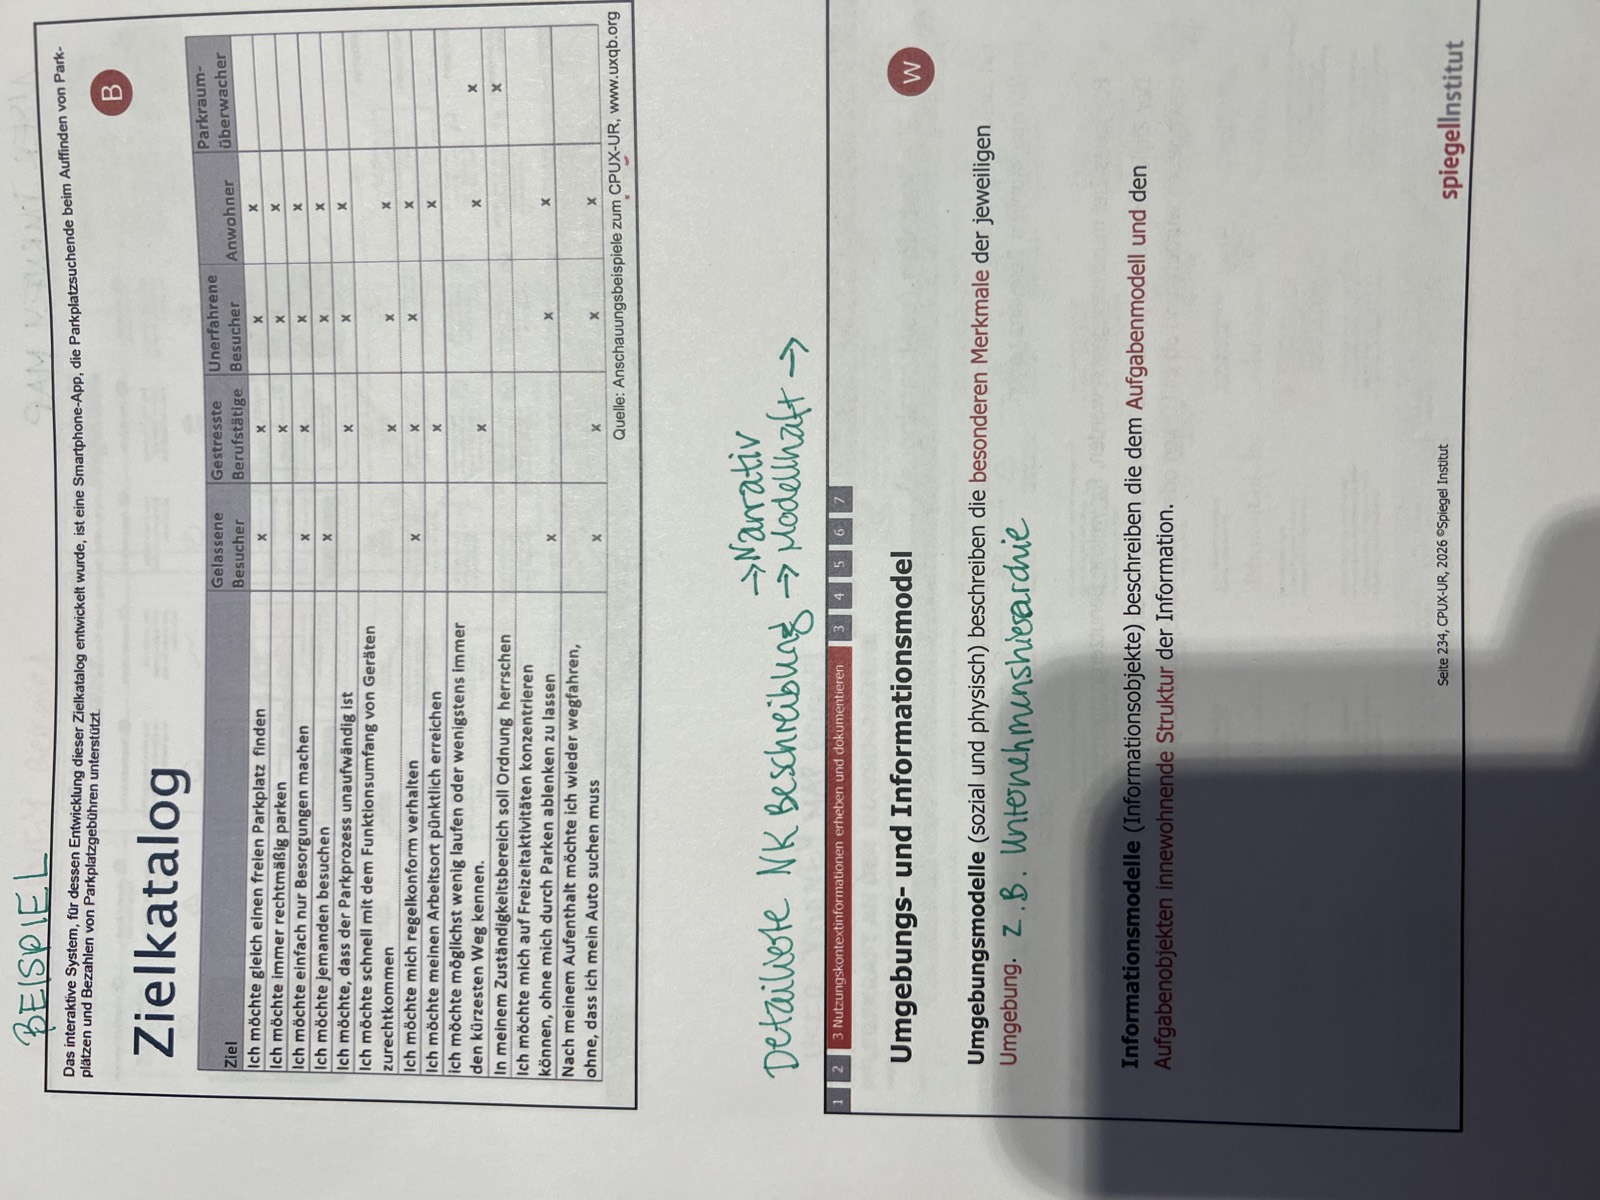 BEISPIEL
Das interaktive System, für dessen Entwicklung dieser Zielkatalog entwickelt wurde, ist eine Smartphone-App, die Parkplatzsuchende beim Auffinden von Park-
plätzen und Bezahlen von Parkplatzgebühren unterstützt.
B
Zielkatalog
Ziel Gelassene Besucher Gestresste Berufstätige Unerfahrene Besucher Anwohner Parkraum-überwacher
Ich möchte gleich einen freien Parkplatz finden x x x x
Ich möchte immer rechtmäßig parken x x x
Ich möchte einfach nur Besorgungen machen x x x x
Ich möchte jemanden besuchen x x x
Ich möchte, dass der Parkprozess unaufwändig ist x x x
Ich möchte schnell mit dem Funktionsumfang von Geräten
zurechtkommen x x x
Ich möchte mich regelkonform verhalten x x x x
Ich möchte meinen Arbeitsort pünktlich erreichen x x
ich möchte möglichst wenig laufen oder wenigstens immer
den kürzesten Weg kennen. x x x
In meinem Zuständigkeitsbereich soll Ordnung herrschen x
Ich möchte mich auf Freizeitaktivitäten konzentrieren
können, ohne mich durch Parken ablenken zu lassen x x x
Nach meinem Aufenthalt möchte ich wieder wegfahren,
ohne, dass ich mein Auto suchen muss x x x x
Quelle: Anschauungsbeispiele zum CPUX-UR, www.uxqb.org
→ Narrativ
Detailierte NK Beschreibung → Modellhaft →
1 2 3 Nutzungskontextinformationen erheben und dokumentieren 3 4 5 6 7
Umgebungs- und Informationsmodel
W
Umgebungsmodelle (sozial und physisch) beschreiben die besonderen Merkmale der jeweiligen
Umgebung. z.B. Unternehmenshierarchie
Informationsmodelle (Informationsobjekte) beschreiben die dem Aufgabenmodell und den
Aufgabenobjekten innewohnende Struktur der Information.
Seite 234, CPUX-UR, 2026 ©Spiegel Institut
spiegelInstitut